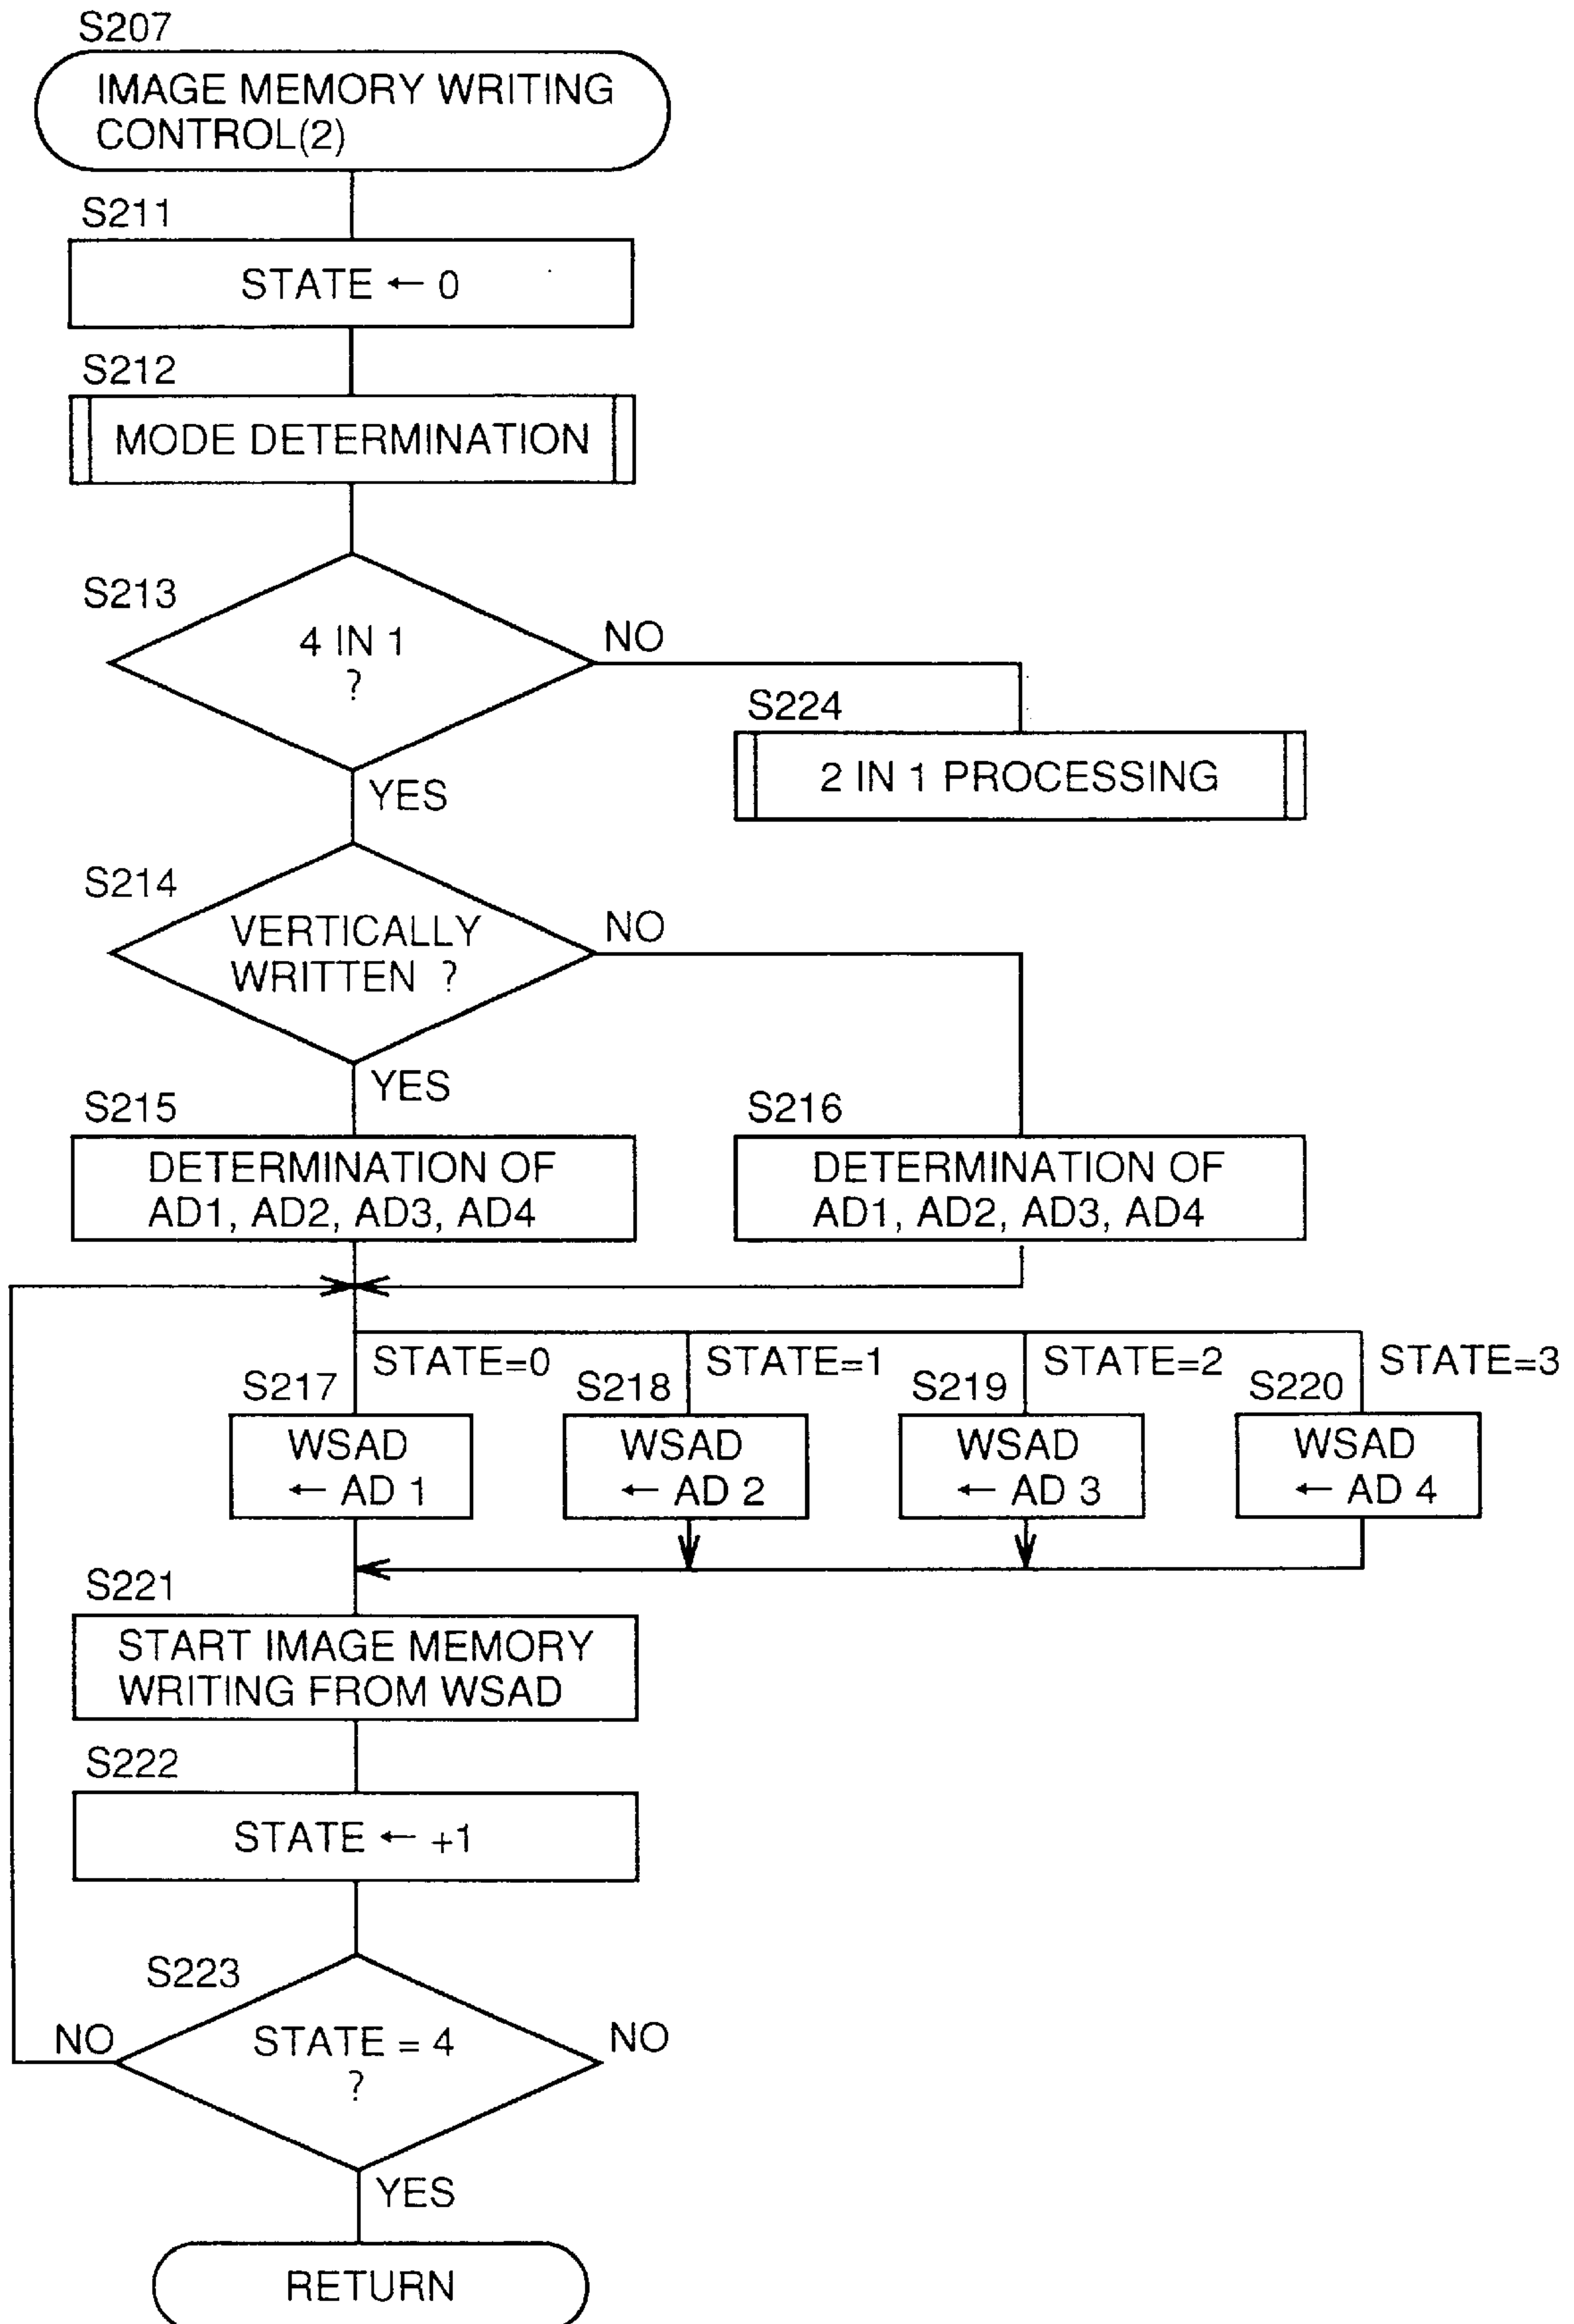 S207
IMAGE MEMORY WRITING
CONTROL(2)
S211
STATE ← 0
S212
MODE DETERMINATION
S213
4 IN 1
?
NO
S224
2 IN 1 PROCESSING
YES
S214
VERTICALLY
WRITTEN ?
NO
YES
S215
DETERMINATION OF
AD1, AD2, AD3, AD4
S216
DETERMINATION OF
AD1, AD2, AD3, AD4
STATE=0
S217
WSAD
← AD 1
STATE=1
S218
WSAD
← AD 2
STATE=2
S219
WSAD
← AD 3
STATE=3
S220
WSAD
← AD 4
S221
START IMAGE MEMORY
WRITING FROM WSAD
S222
STATE ← +1
S223
STATE = 4
?
NO
NO
YES
RETURN